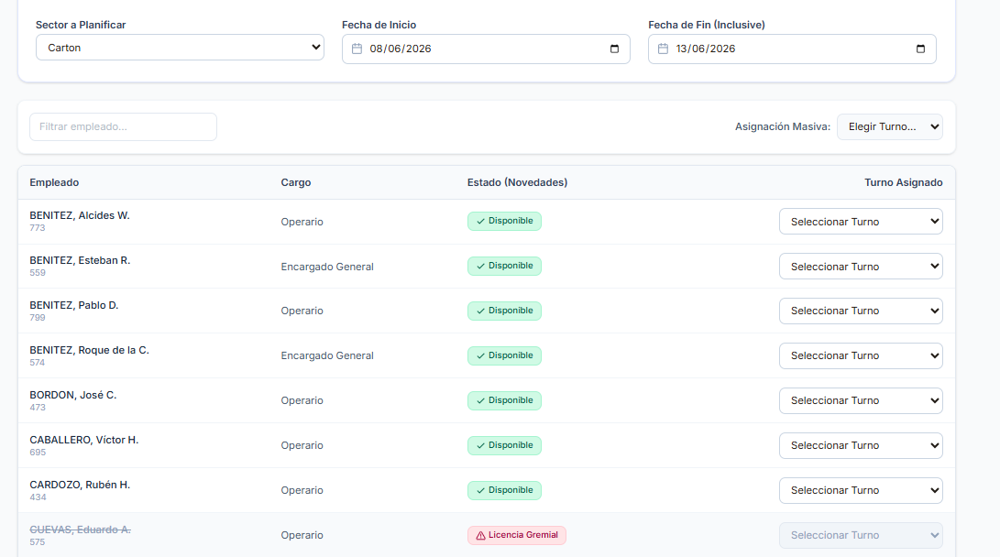 Sector a Planificar
Fecha de Inicio
Fecha de Fin (Inclusive)
Carton
08/06/2026
13/06/2026
Filtrar empleado...
Asignación Masiva:
Elegir Turno...
Empleado
Cargo
Estado (Novedades)
Turno Asignado
BENITEZ, Alcides W.
773
Operario
Disponible
Seleccionar Turno
BENITEZ, Esteban R.
559
Encargado General
Disponible
Seleccionar Turno
BENITEZ, Pablo D.
799
Operario
Disponible
Seleccionar Turno
BENITEZ, Roque de la C.
574
Encargado General
Disponible
Seleccionar Turno
BORDON, José C.
473
Operario
Disponible
Seleccionar Turno
CABALLERO, Víctor H.
695
Operario
Disponible
Seleccionar Turno
CARDOZO, Rubén H.
434
Operario
Disponible
Seleccionar Turno
CUEVAS, Eduardo A.
575
Operario
Licencia Gremial
Seleccionar Turno